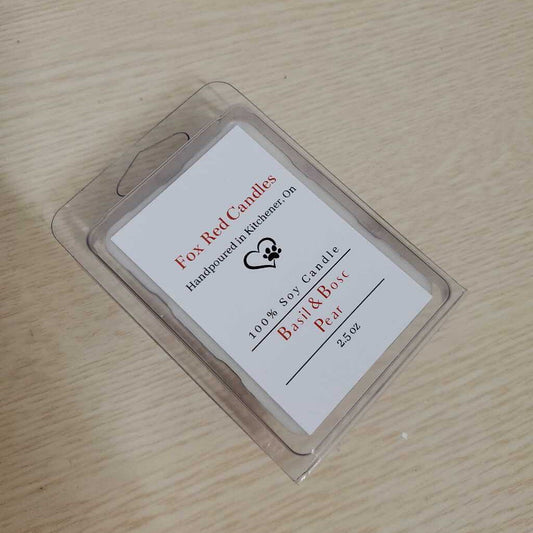 Fox Red Candles
Handpoured in Kitchener, On
100% Soy Candle
Basil & Bosc
Pear
2.5 oz